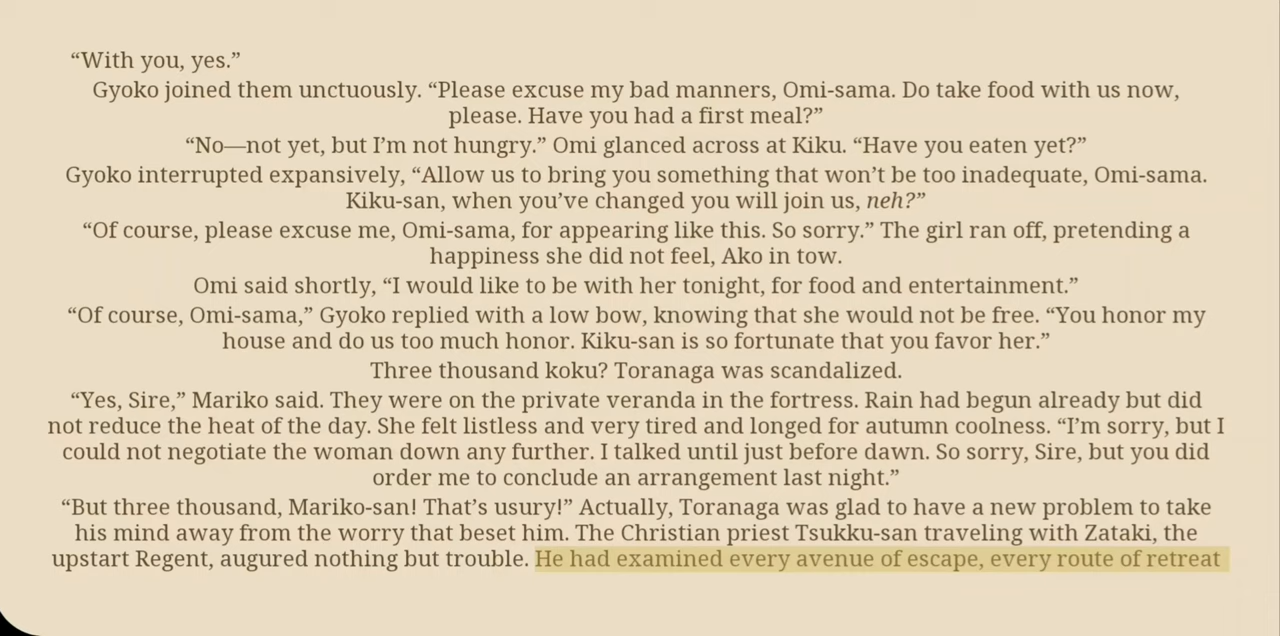 “With you, yes.”
Gyoko joined them unctuously. “Please excuse my bad manners, Omi-sama. Do take food with us now,
please. Have you had a first meal?”
“No—not yet, but I’m not hungry.” Omi glanced across at Kiku. “Have you eaten yet?”
Gyoko interrupted expansively, “Allow us to bring you something that won’t be too inadequate, Omi-sama.
Kiku-san, when you’ve changed you will join us, neh?”
“Of course, please excuse me, Omi-sama, for appearing like this. So sorry.” The girl ran off, pretending a
happiness she did not feel, Ako in tow.
Omi said shortly, “I would like to be with her tonight, for food and entertainment.”
“Of course, Omi-sama,” Gyoko replied with a low bow, knowing that she would not be free. “You honor my
house and do us too much honor. Kiku-san is so fortunate that you favor her.”
Three thousand koku? Toranaga was scandalized.
“Yes, Sire,” Mariko said. They were on the private veranda in the fortress. Rain had begun already but did
not reduce the heat of the day. She felt listless and very tired and longed for autumn coolness. “I’m sorry, but I
could not negotiate the woman down any further. I talked until just before dawn. So sorry, Sire, but you did
order me to conclude an arrangement last night.”
“But three thousand, Mariko-san! That’s usury!” Actually, Toranaga was glad to have a new problem to take
his mind away from the worry that beset him. The Christian priest Tsukku-san traveling with Zataki, the
upstart Regent, augured nothing but trouble. He had examined every avenue of escape, every route of retreat